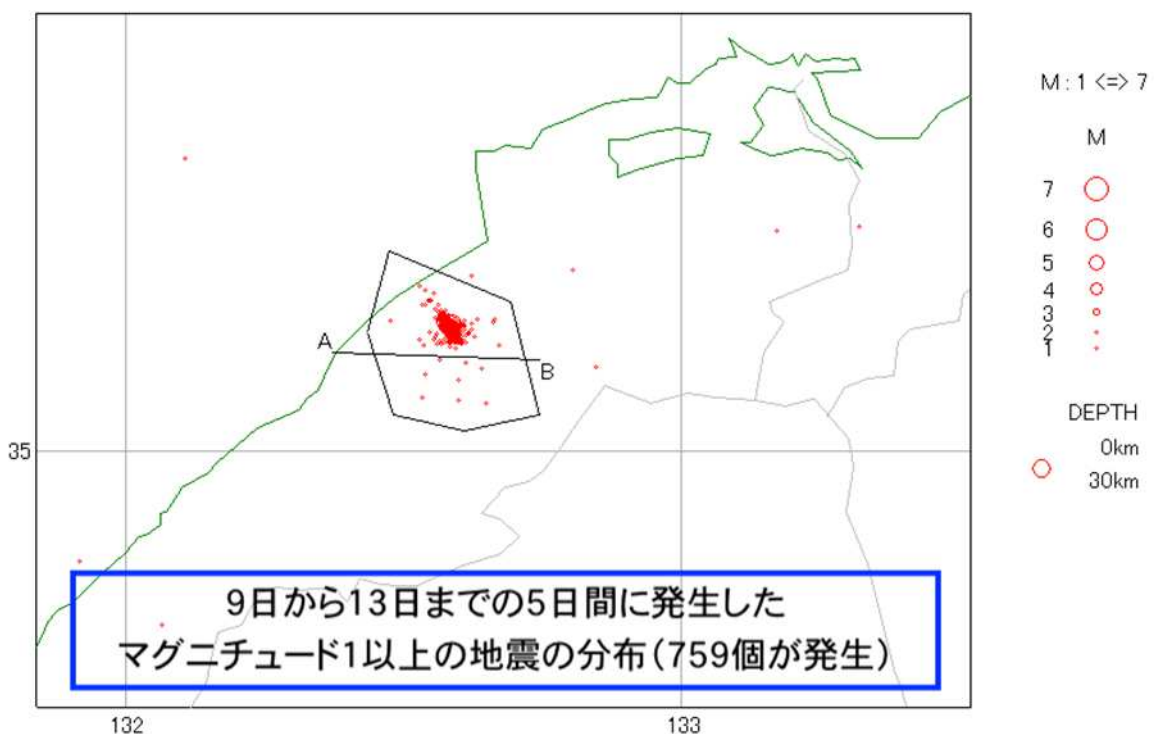 M : 1 <=> 7
M
7
6
5
4
3
2
1
DEPTH
0km
30km
A
B
35
9日から13日までの5日間に発生した
マグニチュード1以上の地震の分布(759個が発生)
132
133